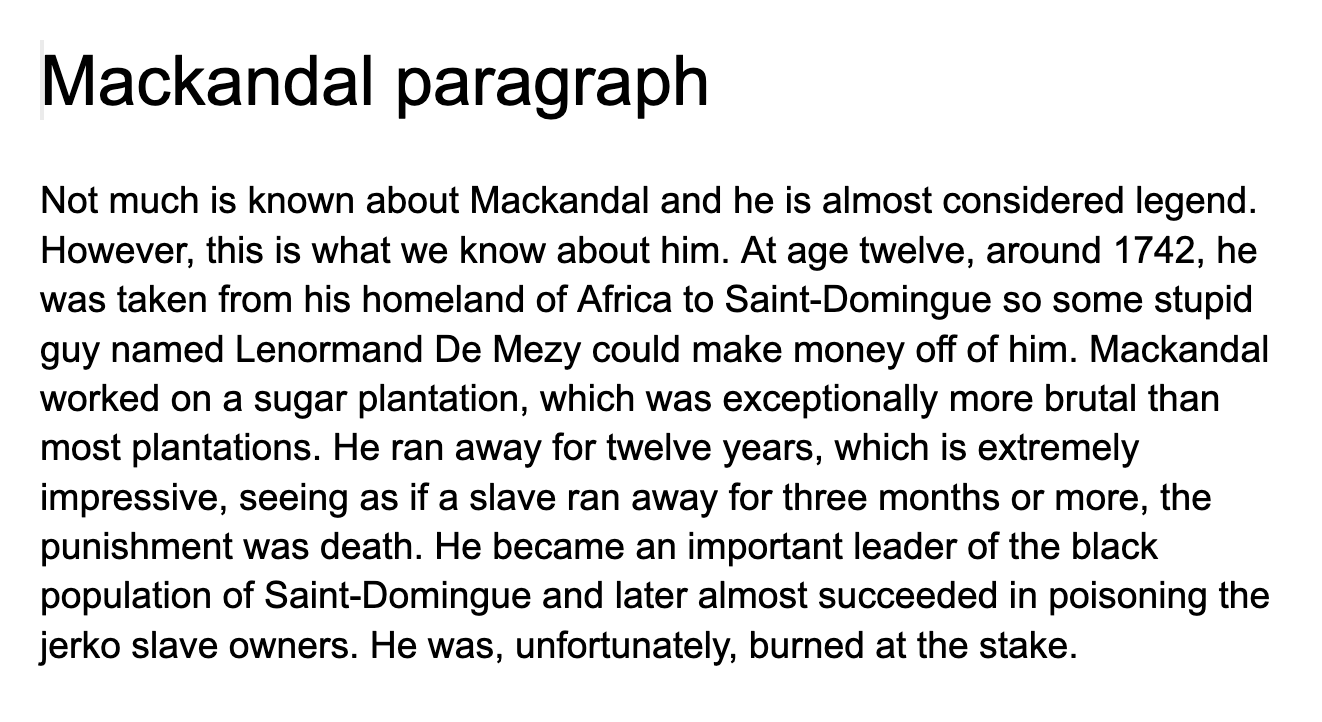 Mackandal paragraph
Not much is known about Mackandal and he is almost considered legend.
However, this is what we know about him. At age twelve, around 1742, he
was taken from his homeland of Africa to Saint-Domingue so some stupid
guy named Lenormand De Mezy could make money off of him. Mackandal
worked on a sugar plantation, which was exceptionally more brutal than
most plantations. He ran away for twelve years, which is extremely
impressive, seeing as if a slave ran away for three months or more, the
punishment was death. He became an important leader of the black
population of Saint-Domingue and later almost succeeded in poisoning the
jerko slave owners. He was, unfortunately, burned at the stake.